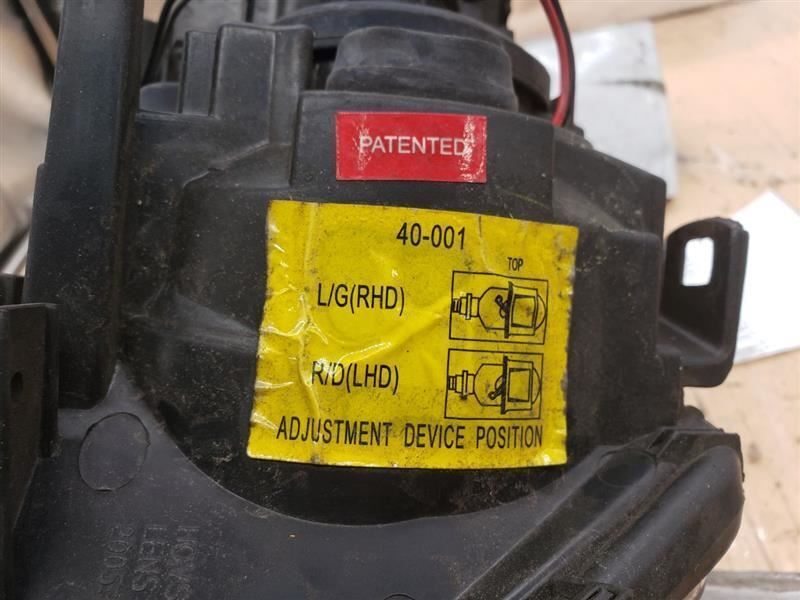 PATENTED
40-001
TOP
L/G(RHD)
R/D(LHD)
ADJUSTMENT DEVICE POSITION